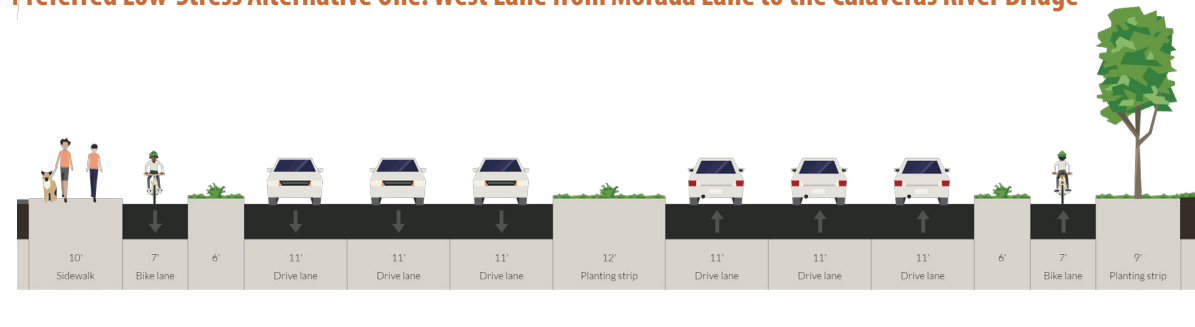 Preferred Low-Stress Alternative One: West Lane from Morada Lane to the Calaveras River Bridge
10' 7' 6' 11' 11' 11' 12' 11' 11' 11' 6' 7' 9'
Sidewalk Bike lane Drive lane Drive lane Drive lane Planting strip Drive lane Drive lane Drive lane Bike lane Planting strip